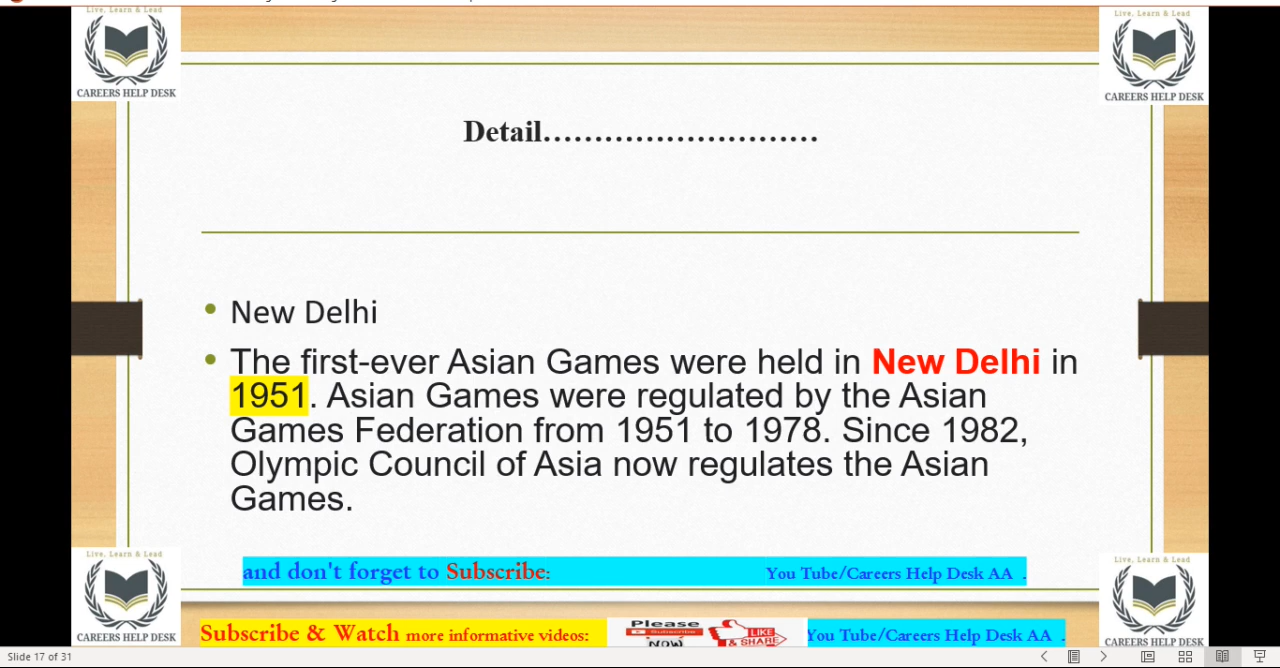 Live, Learn & Lead
CAREERS HELP DESK
Live, Learn & Lead
CAREERS HELP DESK
Detail...........................
• New Delhi
• The first-ever Asian Games were held in New Delhi in
1951. Asian Games were regulated by the Asian
Games Federation from 1951 to 1978. Since 1982,
Olympic Council of Asia now regulates the Asian
Games.
Live, Learn & Lead
CAREERS HELP DESK
and don't forget to Subscribe: You Tube/Careers Help Desk AA .
Live, Learn & Lead
CAREERS HELP DESK
Subscribe & Watch more informative videos:
Please
Subscribe
Now
LIKE
& SHARE
You Tube/Careers Help Desk AA .
Slide 17 of 31